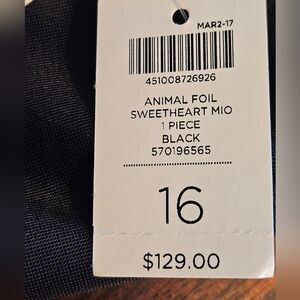 MAR2-17
451008726926
ANIMAL FOIL
SWEETHEART MIO
1 PIECE
BLACK
570196565
16
$129.00